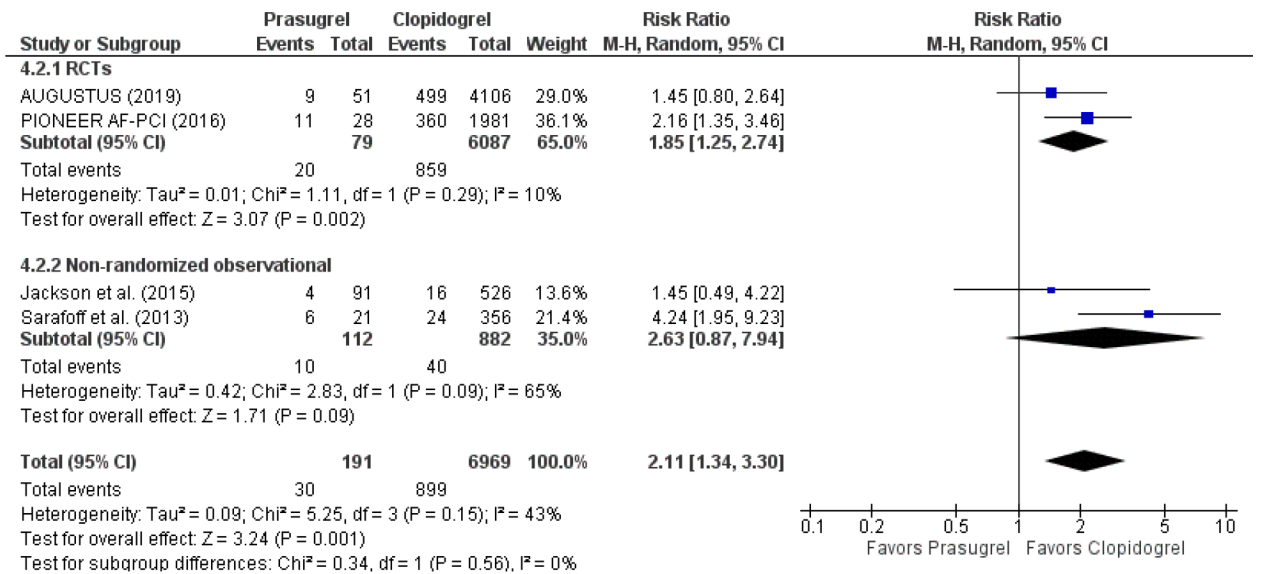 Prasugrel Clopidogrel Risk Ratio Risk Ratio
Study or Subgroup Events Total Events Total Weight M-H, Random, 95% CI M-H, Random, 95% CI
4.2.1 RCTs
AUGUSTUS (2019) 9 51 499 4106 29.0% 1.45 [0.80, 2.64]
PIONEER AF-PCI (2016) 11 28 360 1981 36.1% 2.16 [1.35, 3.46]
Subtotal (95% CI) 79 6087 65.0% 1.85 [1.25, 2.74]
Total events 20 859
Heterogeneity: Tau² = 0.01; Chi² = 1.11, df = 1 (P = 0.29); I² = 10%
Test for overall effect: Z = 3.07 (P = 0.002)
4.2.2 Non-randomized observational
Jackson et al. (2015) 4 91 16 526 13.6% 1.45 [0.49, 4.22]
Sarafoff et al. (2013) 6 21 24 356 21.4% 4.24 [1.95, 9.23]
Subtotal (95% CI) 112 882 35.0% 2.63 [0.87, 7.94]
Total events 10 40
Heterogeneity: Tau² = 0.42; Chi² = 2.83, df = 1 (P = 0.09); I² = 65%
Test for overall effect: Z = 1.71 (P = 0.09)
Total (95% CI) 191 6969 100.0% 2.11 [1.34, 3.30]
Total events 30 899
Heterogeneity: Tau² = 0.09; Chi² = 5.25, df = 3 (P = 0.15); I² = 43%
Test for overall effect: Z = 3.24 (P = 0.001)
Test for subgroup differences: Chi² = 0.34, df = 1 (P = 0.56), I² = 0%
0.1 0.2 0.5 1 2 5 10
Favors Prasugrel Favors Clopidogrel